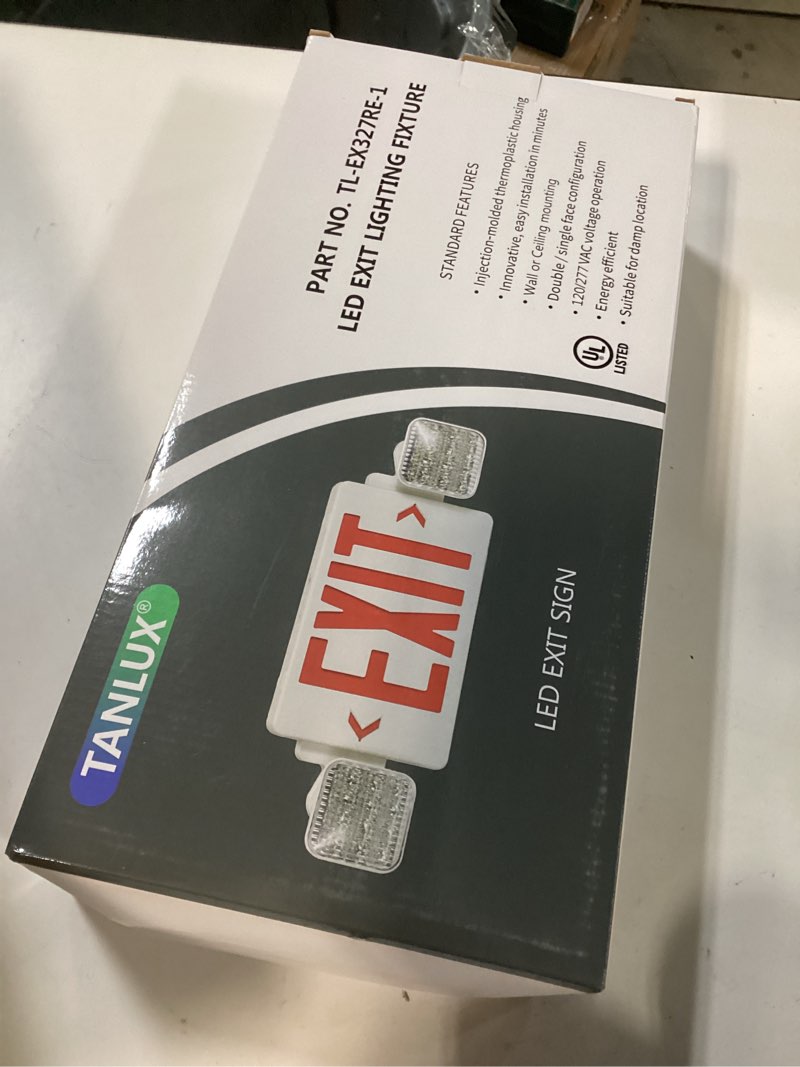 PART NO. TL-EX327RE-1
LED EXIT LIGHTING FIXTURE
STANDARD FEATURES
• Injection-molded thermoplastic housing
• Innovative, easy installation in minutes
• Wall or Ceiling mounting
• Double / single face configuration
• 120/277 VAC voltage operation
• Energy efficient
• Suitable for damp location
UL
LISTED
TANLUX®
EXIT
LED EXIT SIGN